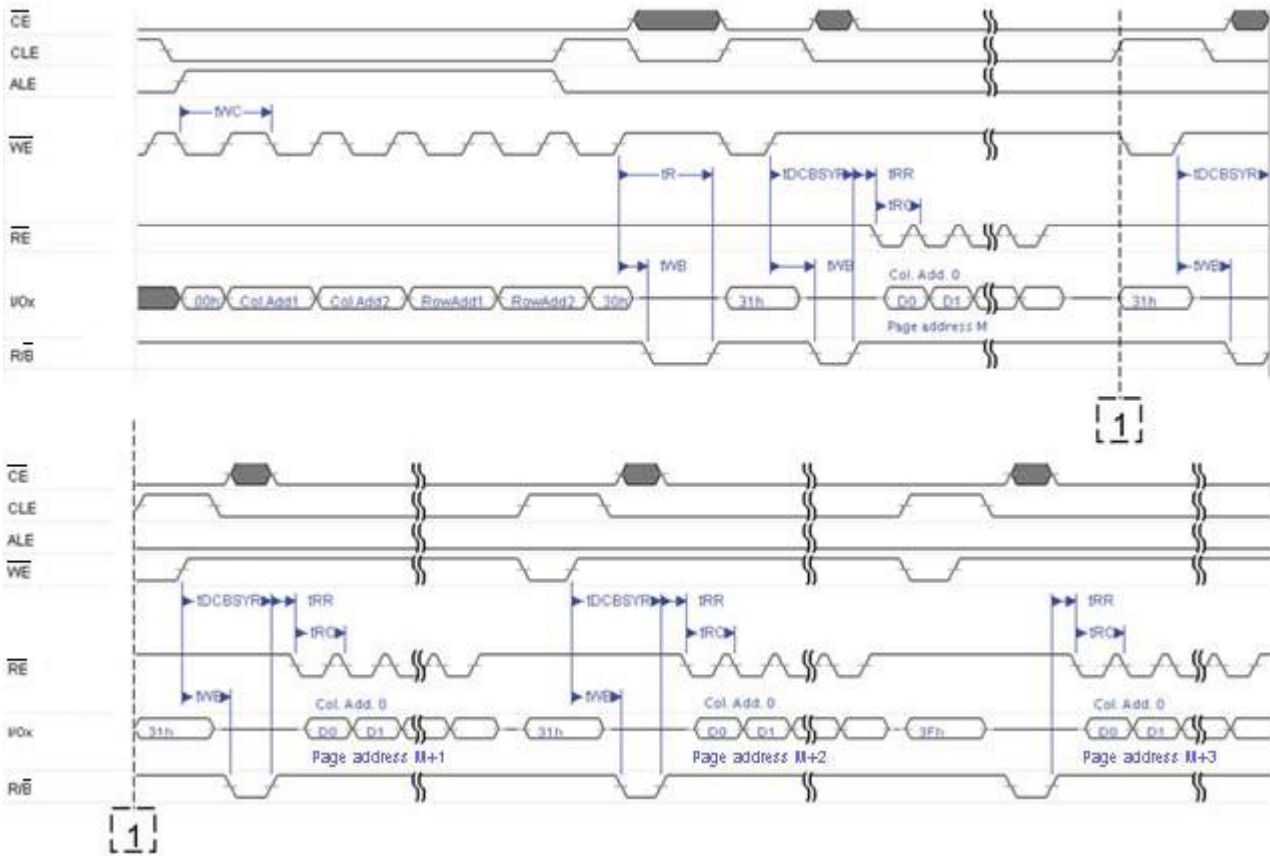 CE
CLE
ALE
tWC
WE
tR tDCBSYR tRR tDCBSYR
tRC
RE
tWB tWB tWB
Col. Add. 0
I/Ox 00h Col.Add1 Col.Add2 RowAdd1 RowAdd2 30h 31h D0 D1 31h
Page address M
R/B
1
CE
CLE
ALE
WE
tDCBSYR tRR tDCBSYR tRR tRR
tRC tRC tRC
RE
tWB tWB
Col. Add. 0 Col. Add. 0 Col. Add. 0
I/Ox 31h D0 D1 31h D0 D1 3Fh D0 D1
Page address M+1 Page address M+2 Page address M+3
R/B
1